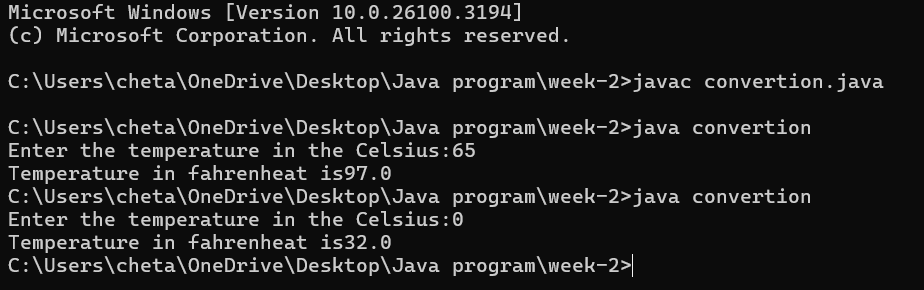 Microsoft Windows [Version 10.0.26100.3194]
(c) Microsoft Corporation. All rights reserved.
C:\Users\cheta\OneDrive\Desktop\Java program\week-2>javac convertion.java
C:\Users\cheta\OneDrive\Desktop\Java program\week-2>java convertion
Enter the temperature in the Celsius:65
Temperature in fahrenheat is97.0
C:\Users\cheta\OneDrive\Desktop\Java program\week-2>java convertion
Enter the temperature in the Celsius:0
Temperature in fahrenheat is32.0
C:\Users\cheta\OneDrive\Desktop\Java program\week-2>